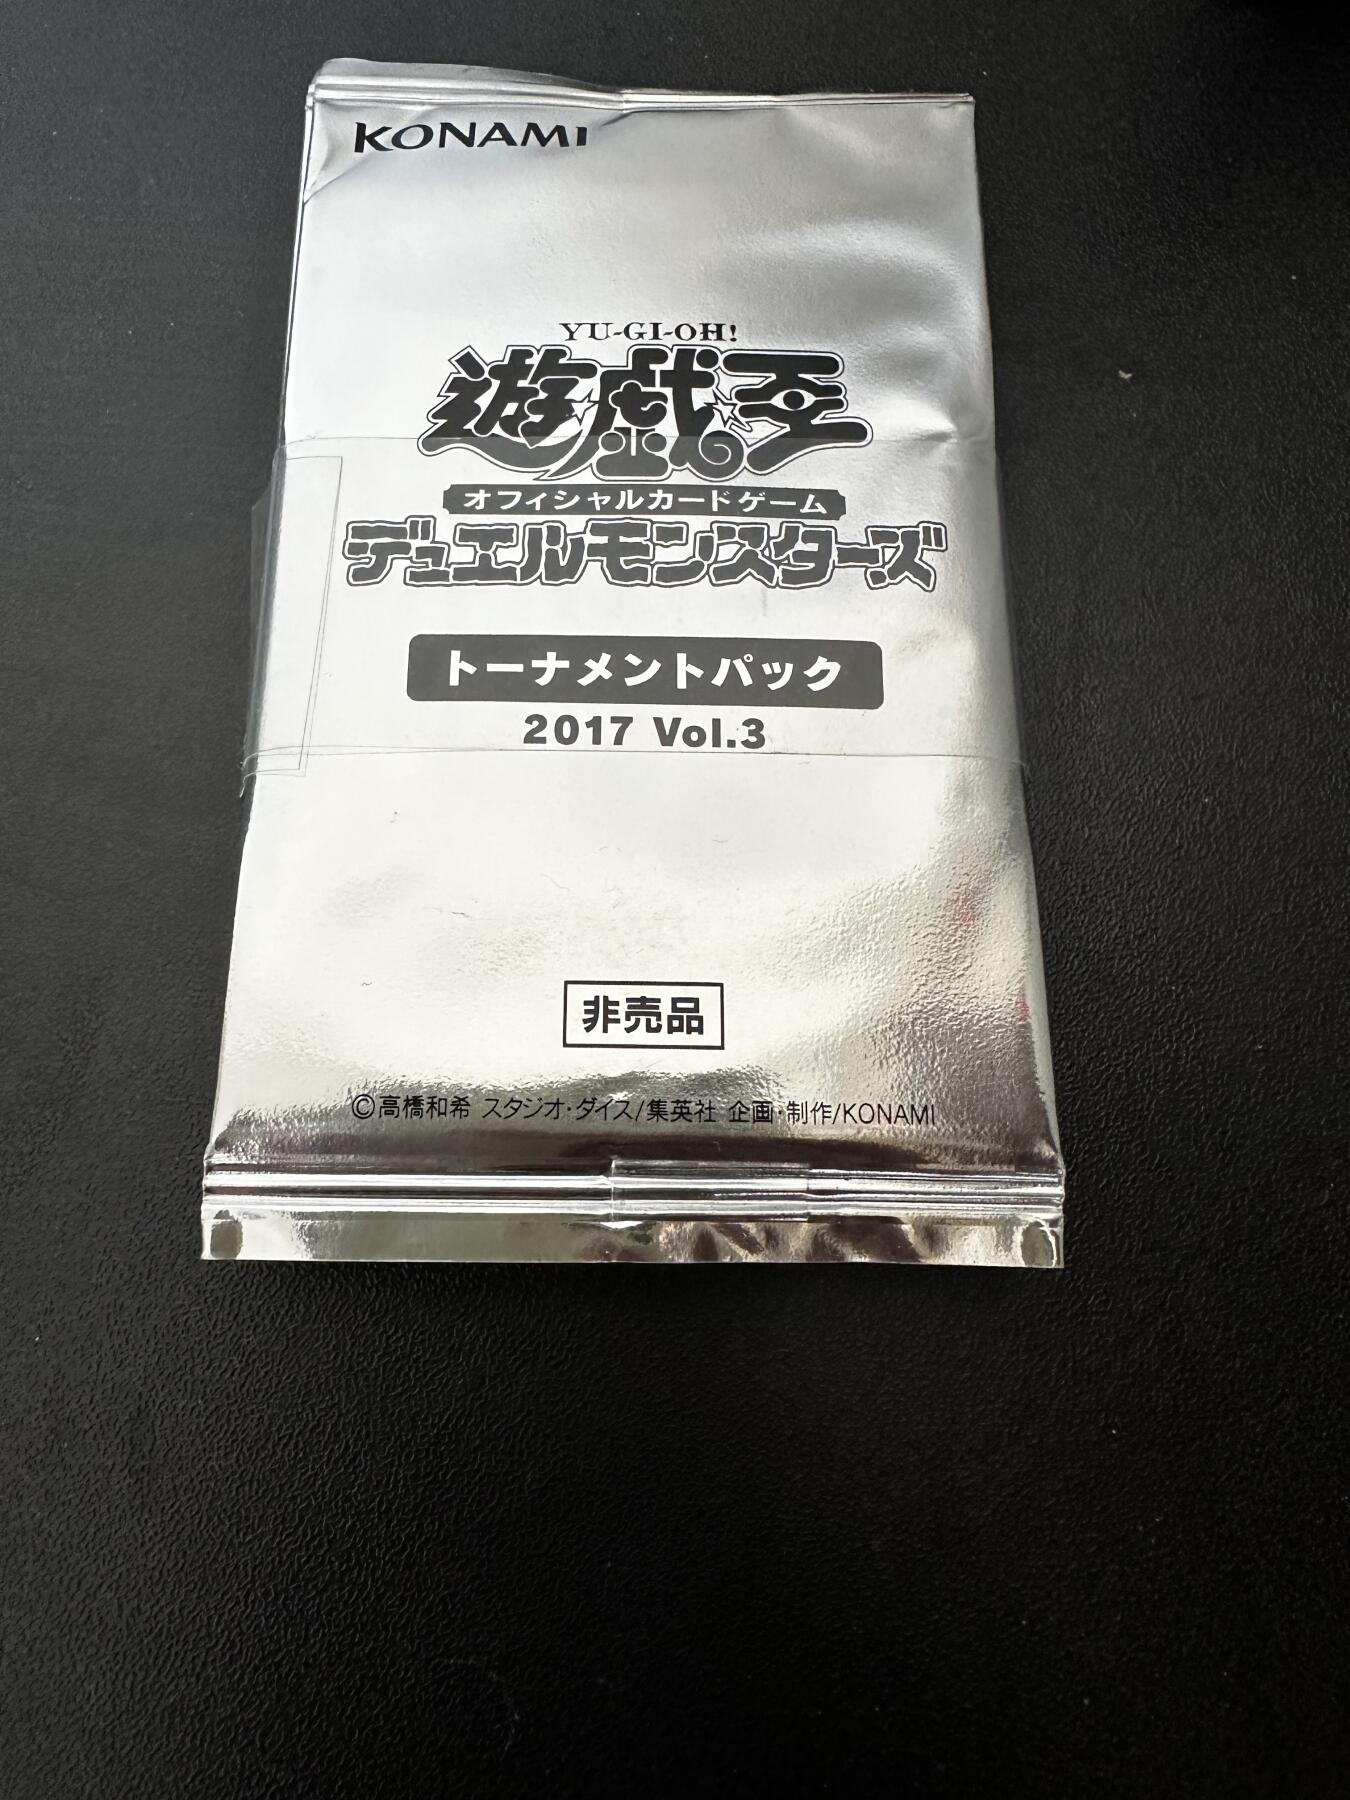 KONAMI
YU-GI-OH!
遊戯王
オフィシャルカードゲーム
デュエルモンスターズ
トーナメントパック
2017 Vol.3
非売品
©高橋和希 スタジオ・ダイス/集英社 企画・制作/KONAMI